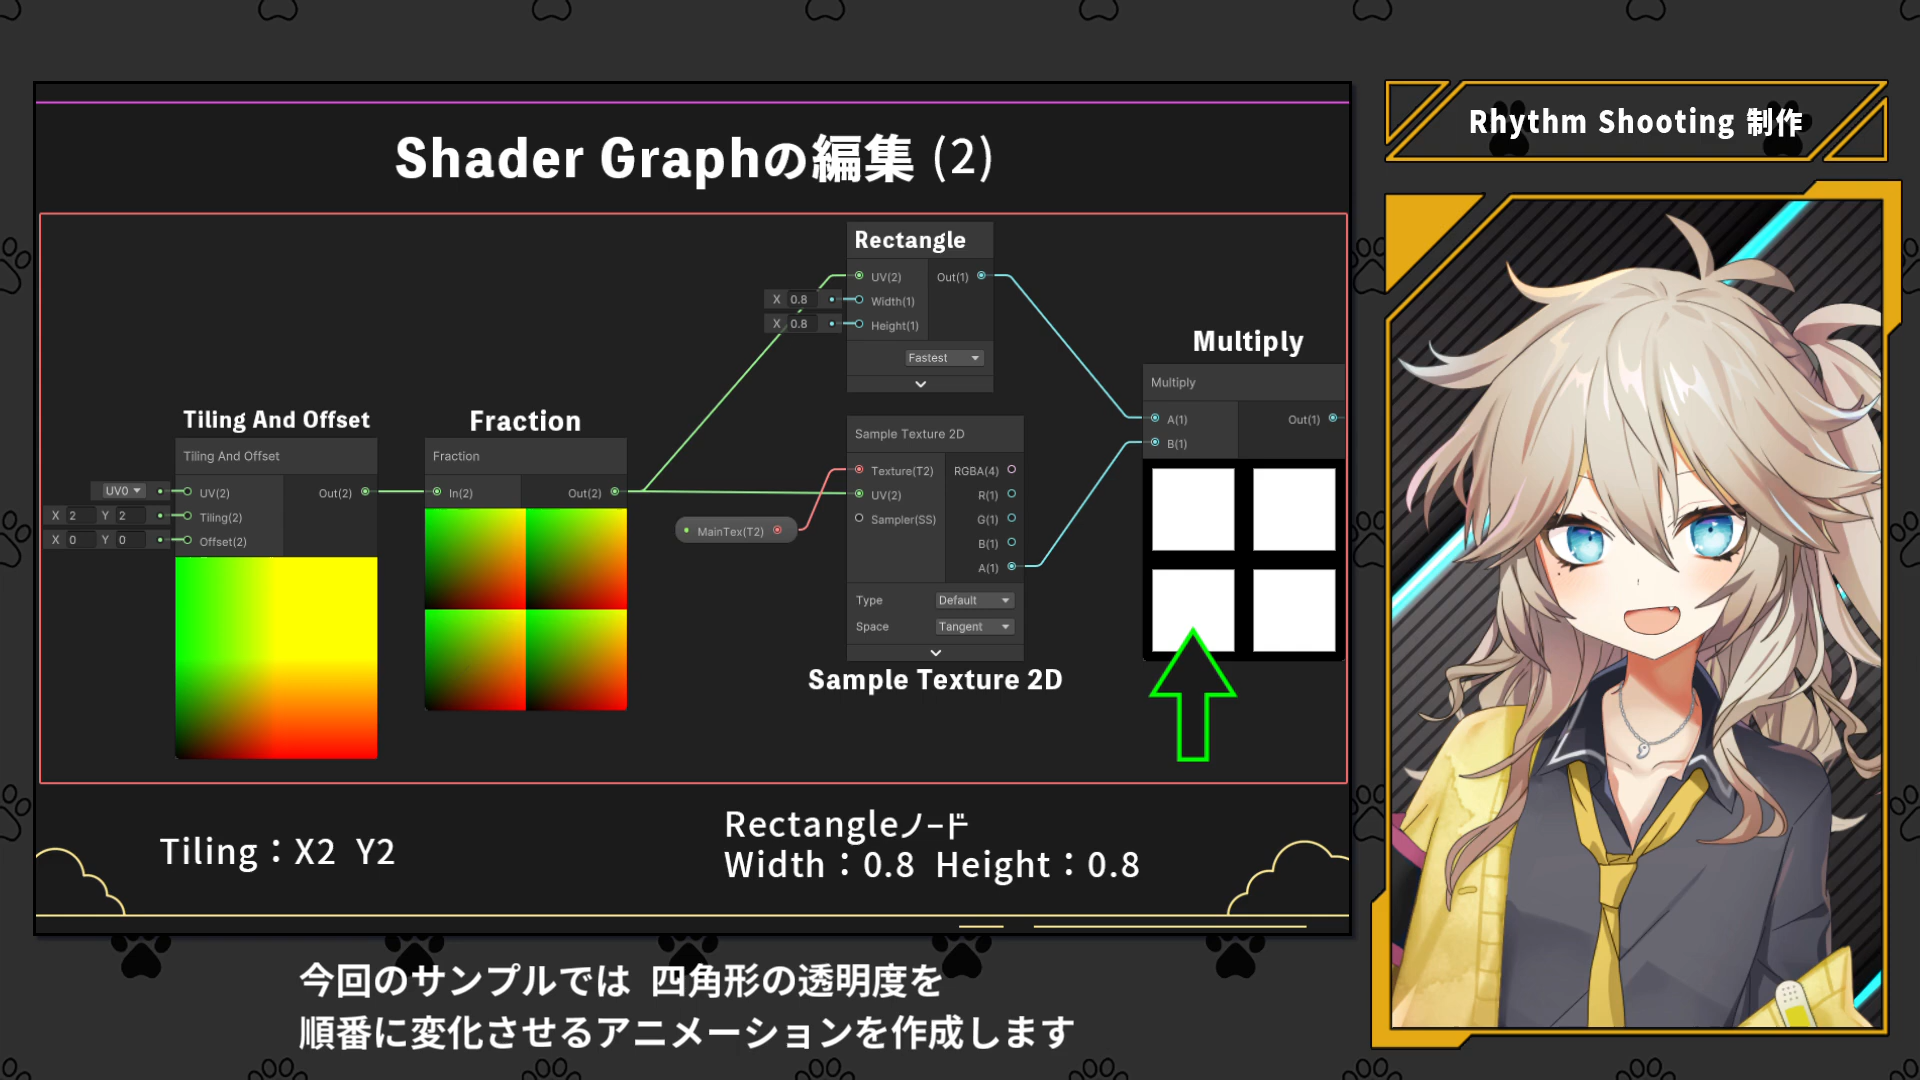 Rhythm Shooting 制作
Shader Graphの編集 (2)
Rectangle
UV(2)
Out(1)
X 0.8
Width(1)
X 0.8
Height(1)
Fastest
Multiply
Multiply
A(1)
Out(1)
B(1)
Tiling And Offset
Tiling And Offset
UV0
UV(2)
Out(2)
X 2 Y 2
Tiling(2)
X 0 Y 0
Offset(2)
Fraction
Fraction
In(2)
Out(2)
MainTex(T2)
Sample Texture 2D
Texture(T2)
RGBA(4)
UV(2)
R(1)
Sampler(SS)
G(1)
B(1)
A(1)
Type
Default
Space
Tangent
Sample Texture 2D
Tiling：X2 Y2
Rectangleノード
Width：0.8 Height：0.8
今回のサンプルでは 四角形の透明度を
順番に変化させるアニメーションを作成します